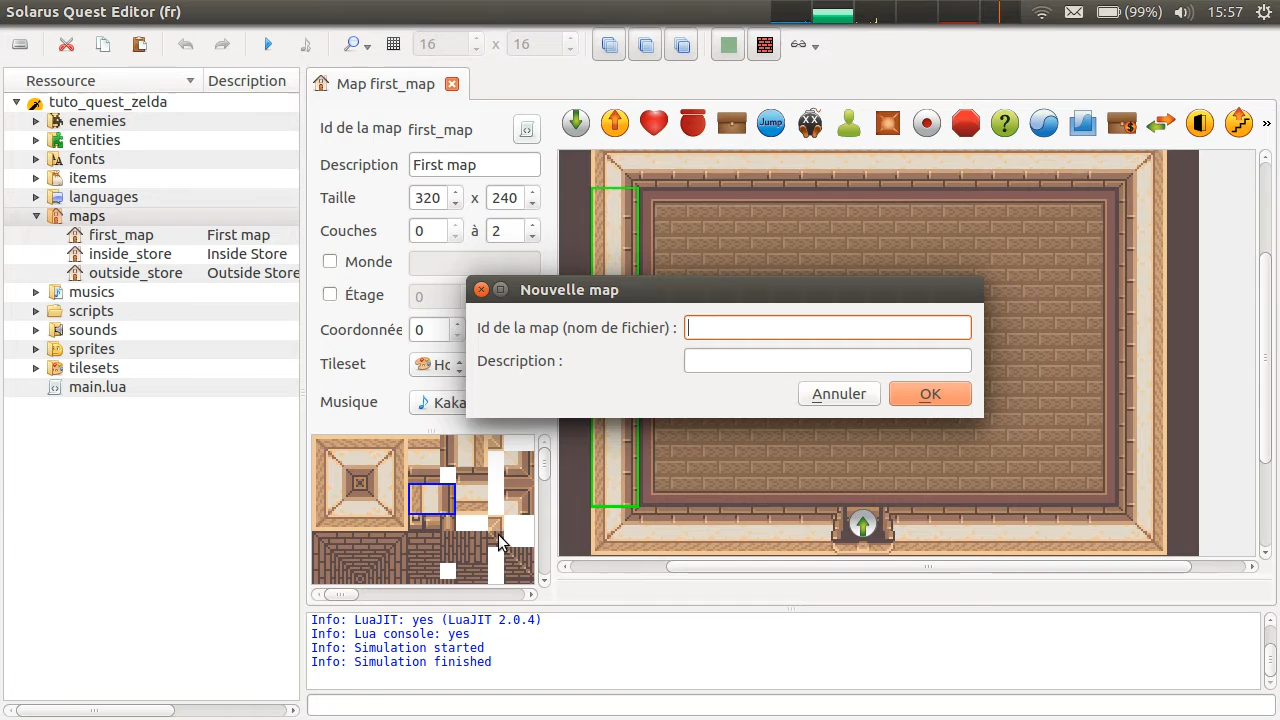 Solarus Quest Editor (fr)
(99%)
15:57
16 x 16
Ressource
Description
tuto_quest_zelda
enemies
entities
fonts
items
languages
maps
first_map
First map
inside_store
Inside Store
outside_store
Outside Store
musics
scripts
sounds
sprites
tilesets
main.lua
Map first_map
Id de la map
first_map
Description
First map
Taille
320 x 240
Couches
0 à 2
Monde
Étage
0
Coordonnée
0
Tileset
Musique
Jump
»
Nouvelle map
Id de la map (nom de fichier) :
Description :
Annuler
OK
Info: LuaJIT: yes (LuaJIT 2.0.4)
Info: Lua console: yes
Info: Simulation started
Info: Simulation finished